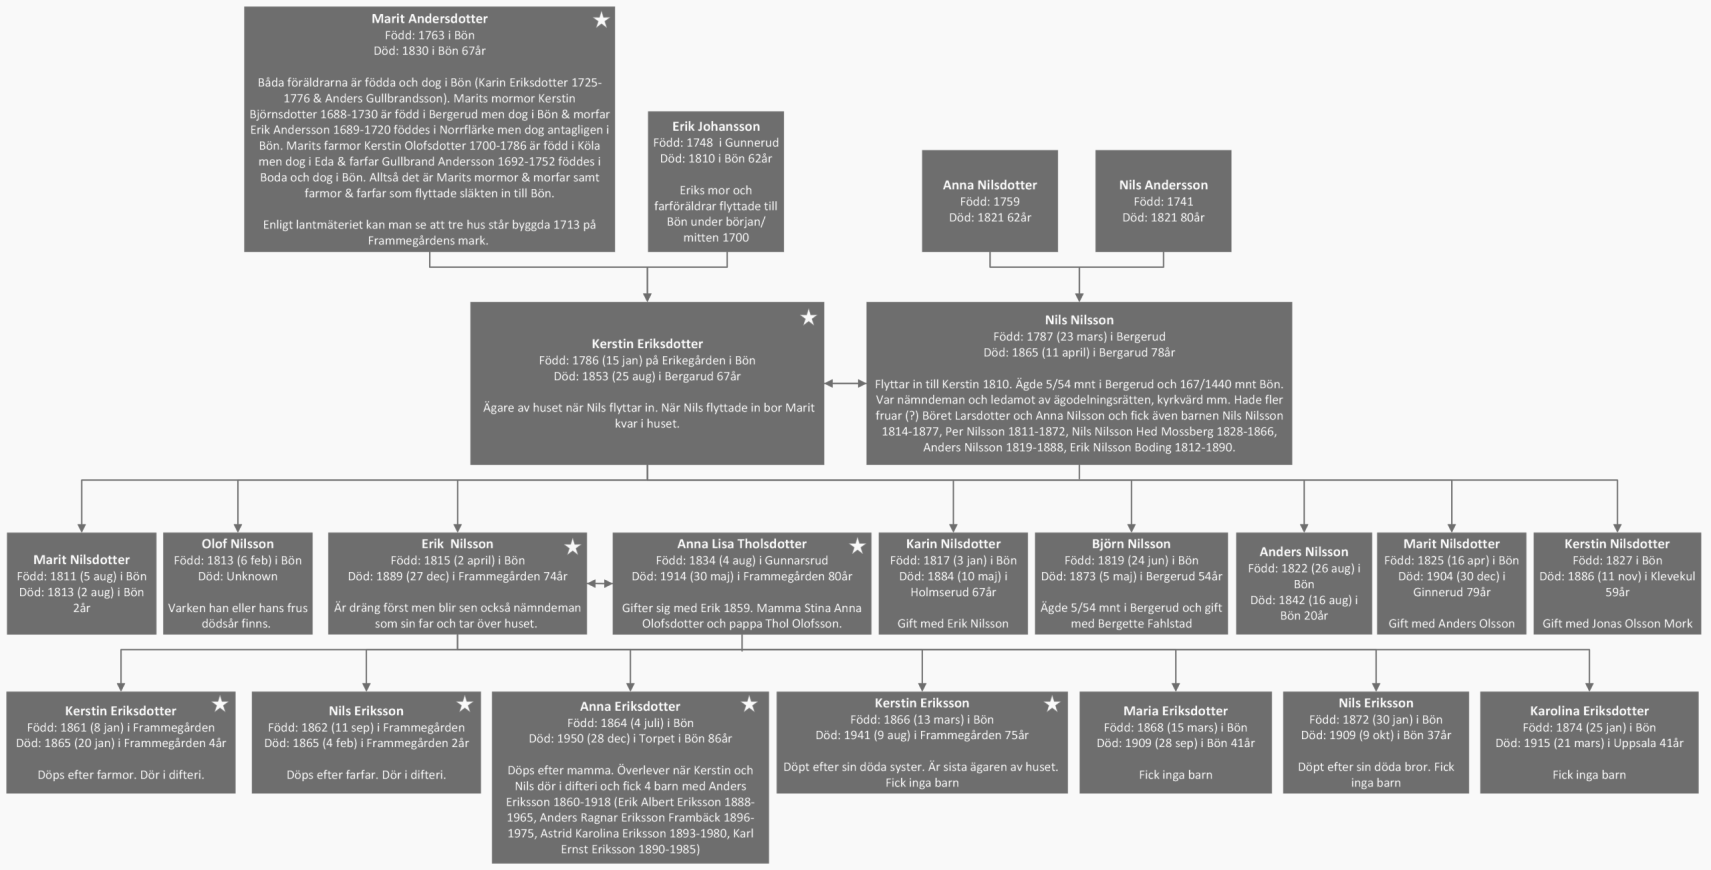 Marit Andersdotter
Född: 1763 i Bön
Död: 1830 i Bön 67år
Båda föräldrarna är födda och dog i Bön (Karin Eriksdotter 1725-
1776 & Anders Gullbrandsson). Marits mormor Kerstin
Björnsdotter 1688-1730 är född i Bergerud men dog i Bön & morfar
Erik Andersson 1689-1720 föddes i Norrflärke men dog antagligen i
Bön. Marits farmor Kerstin Olofsdotter 1700-1786 är född i Köla
men dog i Eda & farfar Gullbrand Andersson 1692-1752 föddes i
Boda och dog i Bön. Alltså det är Marits mormor & morfar samt
farmor & farfar som flyttade släkten in till Bön.
Enligt lantmäteriet kan man se att tre hus står byggda 1713 på
Frammegårdens mark.
Erik Johansson
Född: 1748 i Gunnerud
Död: 1810 i Bön 62år
Eriks mor och
farföräldrar flyttade till
Bön under början/
mitten 1700
Anna Nilsdotter
Född: 1759
Död: 1821 62år
Nils Andersson
Född: 1741
Död: 1821 80år
Kerstin Eriksdotter
Född: 1786 (15 jan) på Erikegården i Bön
Död: 1853 (25 aug) i Bergarud 67år
Ägare av huset när Nils flyttar in. När Nils flyttade in bor Marit
kvar i huset.
Nils Nilsson
Född: 1787 (23 mars) i Bergerud
Död: 1865 (11 april) i Bergarud 78år
Flyttar in till Kerstin 1810. Ägde 5/54 mnt i Bergerud och 167/1440 mnt Bön.
Var nämndeman och ledamot av ägodelningsrätten, kyrkvärd mm. Hade fler
fruar (?) Böret Larsdotter och Anna Nilsson och fick även barnen Nils Nilsson
1814-1877, Per Nilsson 1811-1872, Nils Nilsson Hed Mossberg 1828-1866,
Anders Nilsson 1819-1888, Erik Nilsson Boding 1812-1890.
Marit Nilsdotter
Född: 1811 (5 aug) i Bön
Död: 1813 (2 aug) i Bön
2år
Olof Nilsson
Född: 1813 (6 feb) i Bön
Död: Unknown
Varken han eller hans frus
dödsår finns.
Erik Nilsson
Född: 1815 (2 april) i Bön
Död: 1889 (27 dec) i Frammegården 74år
Är dräng först men blir sen också nämndeman
som sin far och tar över huset.
Anna Lisa Tholsdotter
Född: 1834 (4 aug) i Gunnarsrud
Död: 1914 (30 maj) i Frammegården 80år
Gifter sig med Erik 1859. Mamma Stina Anna
Olofsdotter och pappa Thol Olofsson.
Karin Nilsdotter
Född: 1817 (3 jan) i Bön
Död: 1884 (10 maj) i
Holmserud 67år
Gift med Erik Nilsson
Björn Nilsson
Född: 1819 (24 jun) i Bön
Död: 1873 (5 maj) i Bergerud 54år
Ägde 5/54 mnt i Bergerud och gift
med Bergette Fahlstad
Anders Nilsson
Född: 1822 (26 aug) i
Bön
Död: 1842 (16 aug) i
Bön 20år
Marit Nilsdotter
Född: 1825 (16 apr) i Bön
Död: 1904 (30 dec) i
Ginnerud 79år
Gift med Anders Olsson
Kerstin Nilsdotter
Född: 1827 i Bön
Död: 1886 (11 nov) i Klevekul
59år
Gift med Jonas Olsson Mork
Kerstin Eriksdotter
Född: 1861 (8 jan) i Frammegården
Död: 1865 (20 jan) i Frammegården 4år
Döps efter farmor. Dör i difteri.
Nils Eriksson
Född: 1862 (11 sep) i Frammegården
Död: 1865 (4 feb) i Frammegården 2år
Döps efter farfar. Dör i difteri.
Anna Eriksdotter
Född: 1864 (4 juli) i Bön
Död: 1950 (28 dec) i Torpet i Bön 86år
Döps efter mamma. Överlever när Kerstin och
Nils dör i difteri och fick 4 barn med Anders
Eriksson 1860-1918 (Erik Albert Eriksson 1888-
1965, Anders Ragnar Eriksson Frambäck 1896-
1975, Astrid Karolina Eriksson 1893-1980, Karl
Ernst Eriksson 1890-1985)
Kerstin Eriksson
Född: 1866 (13 mars) i Bön
Död: 1941 (9 aug) i Frammegården 75år
Döpt efter sin döda syster. Är sista ägaren av huset.
Fick inga barn
Maria Eriksdotter
Född: 1868 (15 mars) i Bön
Död: 1909 (28 sep) i Bön 41år
Fick inga barn
Nils Eriksson
Född: 1872 (30 jan) i Bön
Död: 1909 (9 okt) i Bön 37år
Döpt efter sin döda bror. Fick
inga barn
Karolina Eriksdotter
Född: 1874 (25 jan) i Bön
Död: 1915 (21 mars) i Uppsala 41år
Fick inga barn